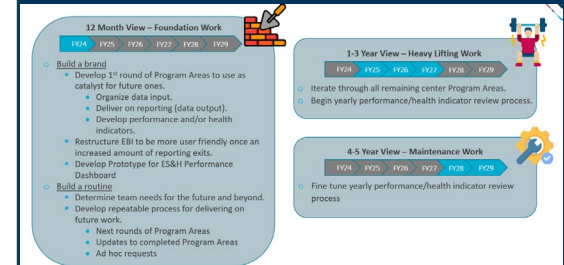 12 Month View – Foundation Work
FY24 FY25 FY26 FY27 FY28 FY29
Build a brand
Develop 1st round of Program Areas to use as
catalyst for future ones.
Organize data input.
Deliver on reporting (data output).
Develop performance and/or health
indicators.
Restructure EBI to be more user friendly once an
increased amount of reporting exits.
Develop Prototype for ES&H Performance
Dashboard
Build a routine
Determine team needs for the future and beyond.
Develop repeatable process for delivering on
future work.
Next rounds of Program Areas
Updates to completed Program Areas
Ad hoc requests
1-3 Year View – Heavy Lifting Work
FY24 FY25 FY26 FY27 FY28 FY29
Iterate through all remaining center Program Areas.
Begin yearly performance/health indicator review process.
4-5 Year View – Maintenance Work
FY24 FY25 FY26 FY27 FY28 FY29
Fine tune yearly performance/health indicator review
process